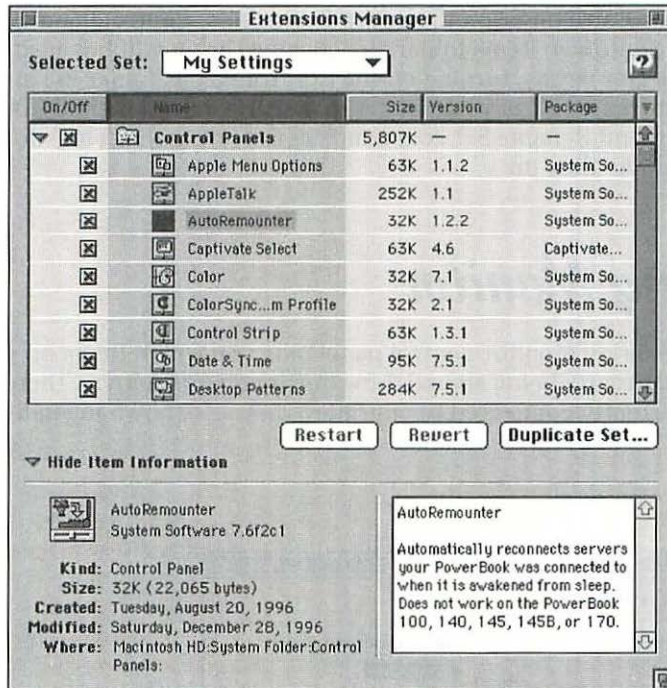 Extensions Manager
Selected Set: My Settings
On/Off Name Size Version Package
Control Panels 5,807K — —
Apple Menu Options 63K 1.1.2 System So...
AppleTalk 252K 1.1 System So...
AutoRemounter 32K 1.2.2 System So...
Captivate Select 63K 4.6 Captivate...
Color 32K 7.1 System So...
ColorSync...m Profile 32K 2.1 System So...
Control Strip 63K 1.3.1 System So...
Date & Time 95K 7.5.1 System So...
Desktop Patterns 284K 7.5.1 System So...
Restart Revert Duplicate Set...
Hide Item Information
AutoRemounter
System Software 7.6f2c1
Kind: Control Panel
Size: 32K (22,065 bytes)
Created: Tuesday, August 20, 1996
Modified: Saturday, December 28, 1996
Where: Macintosh HD:System Folder:Control
Panels:
AutoRemounter
Automatically reconnects servers
your PowerBook was connected to
when it is awakened from sleep.
Does not work on the PowerBook
100, 140, 145, 145B, or 170.